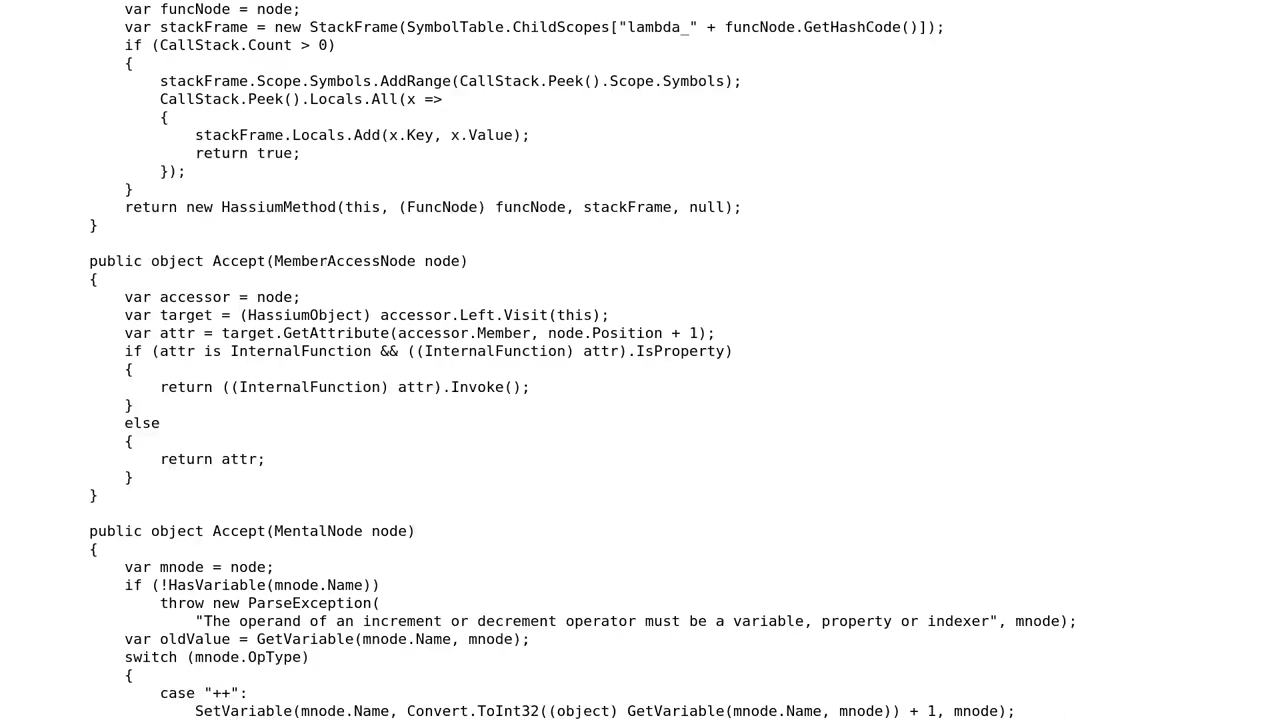 var funcNode = node;
var stackFrame = new StackFrame(SymbolTable.ChildScopes["lambda_" + funcNode.GetHashCode()]);
if (CallStack.Count > 0)
{
stackFrame.Scope.Symbols.AddRange(CallStack.Peek().Scope.Symbols);
CallStack.Peek().Locals.All(x =>
{
stackFrame.Locals.Add(x.Key, x.Value);
return true;
});
}
return new HassiumMethod(this, (FuncNode) funcNode, stackFrame, null);
}
public object Accept(MemberAccessNode node)
{
var accessor = node;
var target = (HassiumObject) accessor.Left.Visit(this);
var attr = target.GetAttribute(accessor.Member, node.Position + 1);
if (attr is InternalFunction && ((InternalFunction) attr).IsProperty)
{
return ((InternalFunction) attr).Invoke();
}
else
{
return attr;
}
}
public object Accept(MentalNode node)
{
var mnode = node;
if (!HasVariable(mnode.Name))
throw new ParseException(
"The operand of an increment or decrement operator must be a variable, property or indexer", mnode);
var oldValue = GetVariable(mnode.Name, mnode);
switch (mnode.OpType)
{
case "++":
SetVariable(mnode.Name, Convert.ToInt32((object) GetVariable(mnode.Name, mnode)) + 1, mnode);